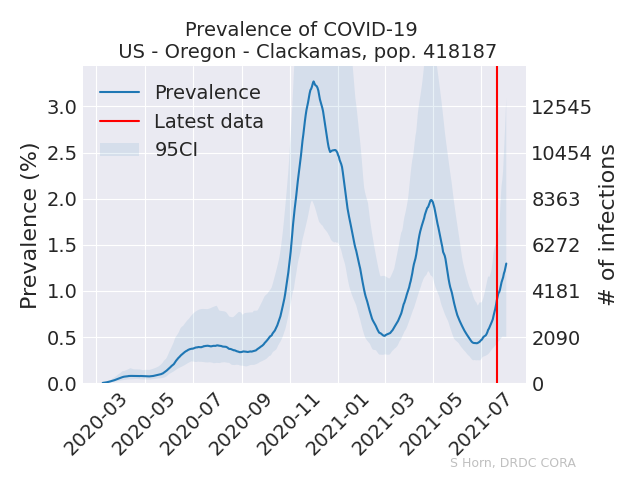 Prevalence of COVID-19
US - Oregon - Clackamas, pop. 418187
Prevalence
Latest data
95CI
Prevalence (%)
3.0
2.5
2.0
1.5
1.0
0.5
0.0
12545
10454
8363
6272
4181
2090
0
# of infections
2020-03
2020-05
2020-07
2020-09
2020-11
2021-01
2021-03
2021-05
2021-07
S Horn, DRDC CORA